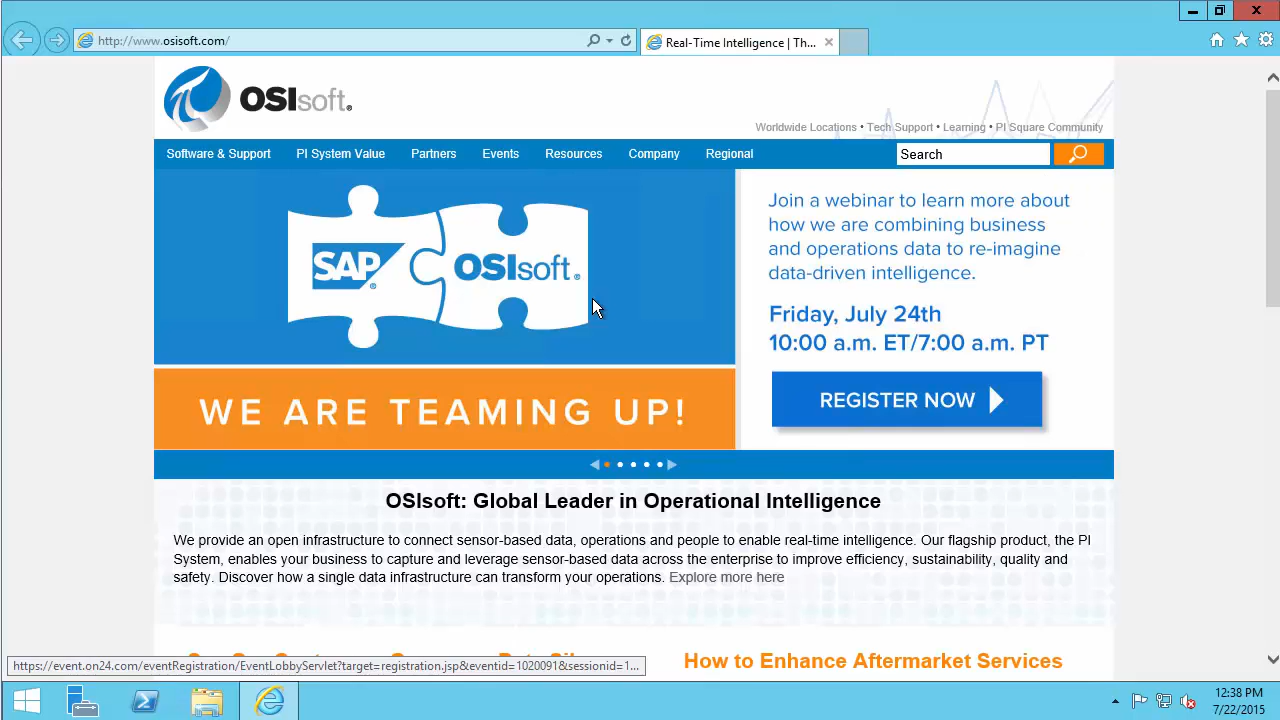 http://www.osisoft.com/
Real-Time Intelligence | Th...
OSIsoft.
Worldwide Locations • Tech Support • Learning • PI Square Community
Software & Support PI System Value Partners Events Resources Company Regional Search
SAP® OSIsoft®
WE ARE TEAMING UP!
Join a webinar to learn more about
how we are combining business
and operations data to re-imagine
data-driven intelligence.
Friday, July 24th
10:00 a.m. ET/7:00 a.m. PT
REGISTER NOW
OSIsoft: Global Leader in Operational Intelligence
We provide an open infrastructure to connect sensor-based data, operations and people to enable real-time intelligence. Our flagship product, the PI
System, enables your business to capture and leverage sensor-based data across the enterprise to improve efficiency, sustainability, quality and
safety. Discover how a single data infrastructure can transform your operations. Explore more here
How to Enhance Aftermarket Services
https://event.on24.com/eventRegistration/EventLobbyServlet?target=registration.jsp&eventid=1020091&sessionid=1...
12:38 PM
7/22/2015